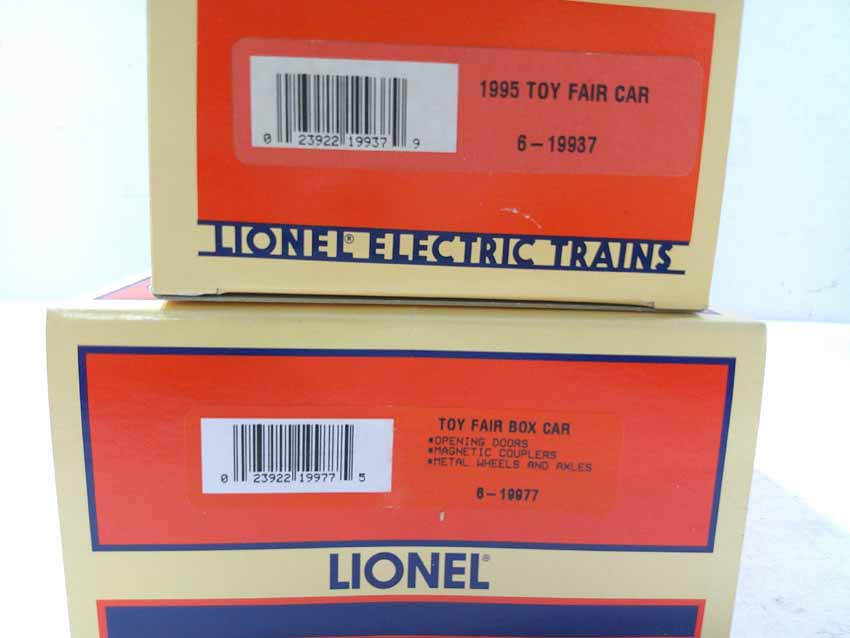 1995 TOY FAIR CAR
0 23922 19937 9
6-19937
LIONEL® ELECTRIC TRAINS
TOY FAIR BOX CAR
*OPENING DOORS
*MAGNETIC COUPLERS
*METAL WHEELS AND AXLES
0 23922 19977 5
6-19977
LIONEL®